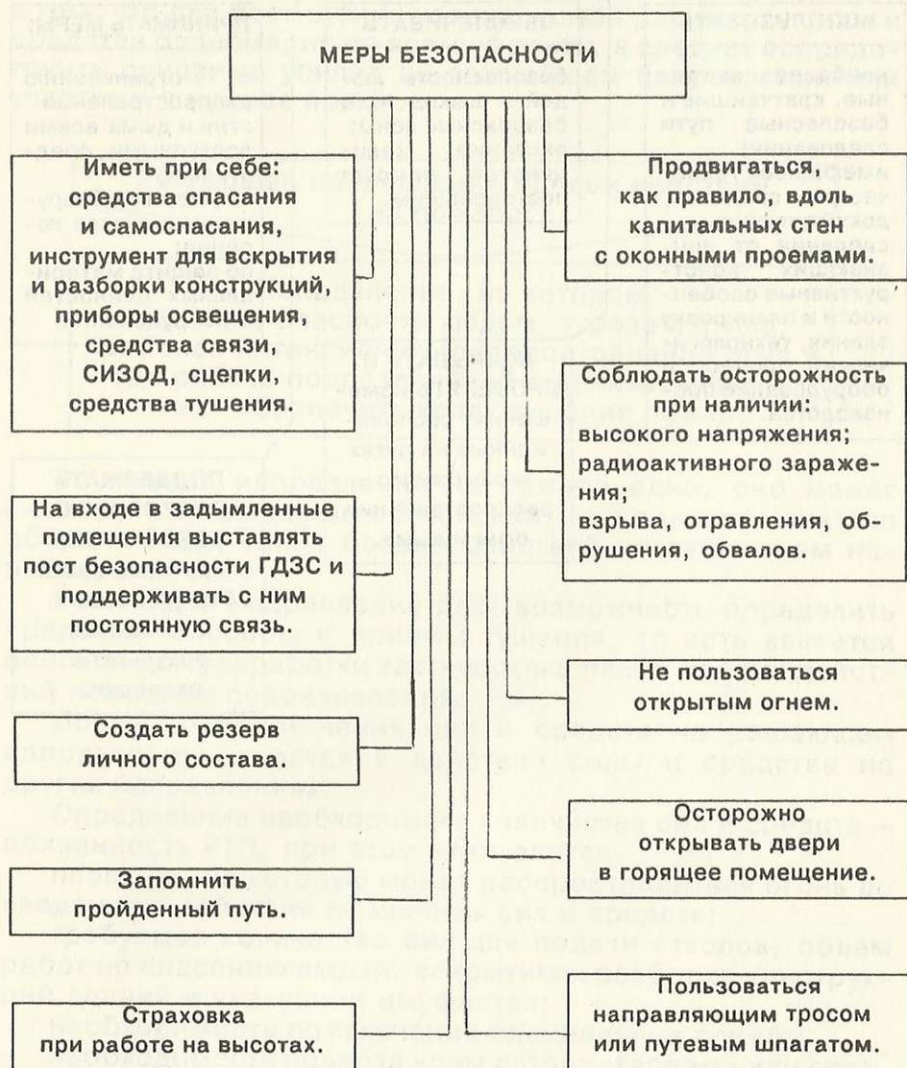 МЕРЫ БЕЗОПАСНОСТИ
Иметь при себе:
средства спасания
и самоспасания,
инструмент для вскрытия
и разборки конструкций,
приборы освещения,
средства связи,
СИЗОД, сцепки,
средства тушения.
На входе в задымленные
помещения выставлять
пост безопасности ГДЗС и
поддерживать с ним
постоянную связь.
Создать резерв
личного состава.
Запомнить
пройденный путь.
Страховка
при работе на высотах.
Продвигаться,
как правило, вдоль
капитальных стен
с оконными проемами.
Соблюдать осторожность
при наличии:
высокого напряжения;
радиоактивного зараже-
ния;
взрыва, отравления, об-
рушения, обвалов.
Не пользоваться
открытым огнем.
Осторожно
открывать двери
в горящее помещение.
Пользоваться
направляющим тросом
или путевым шпагатом.